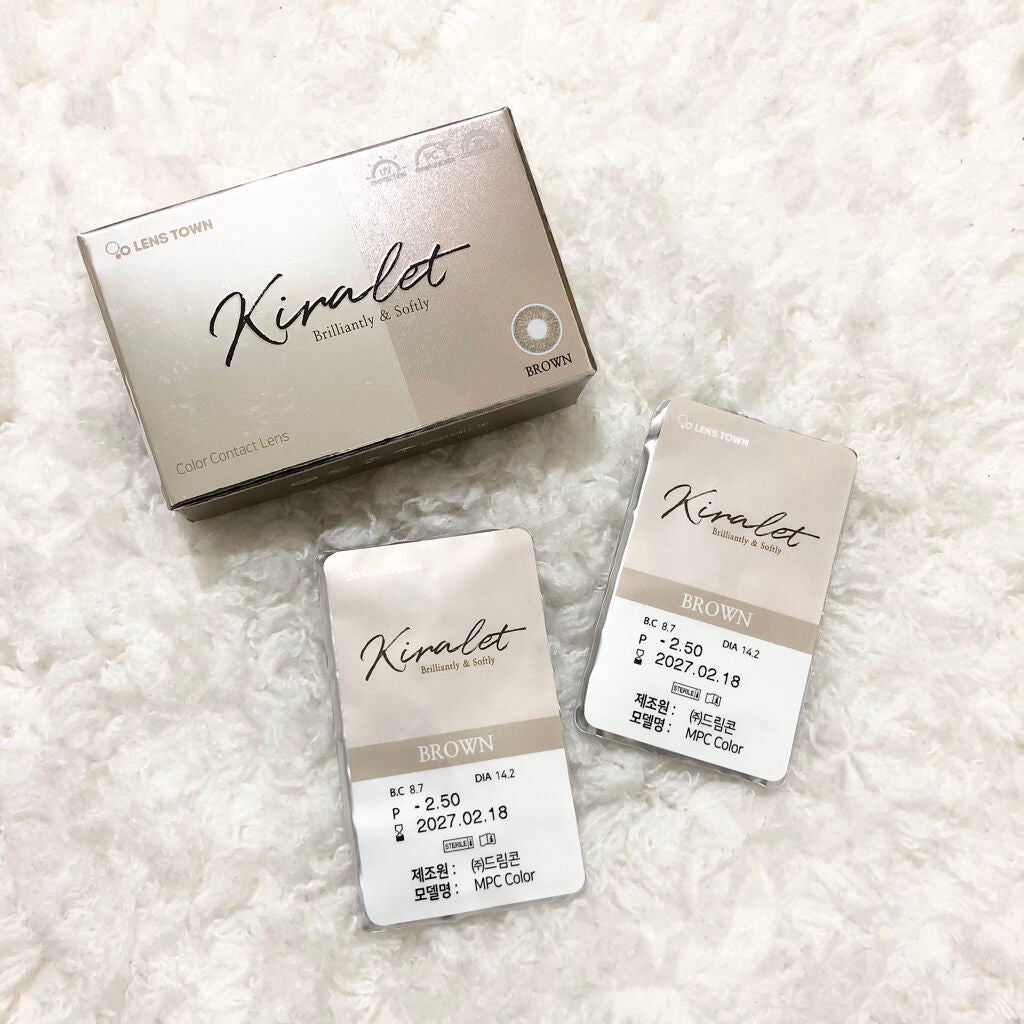 LENS TOWN
Kiralet
Brilliantly & Softly
BROWN
Color Contact Lens
LENS TOWN
Kiralet
Brilliantly & Softly
BROWN
B.C 8.7 DIA 14.2
P - 2.50
2027.02.18
STERILE
제조원 : ㈜드림콘
모델명 : MPC Color
LENS TOWN
Kiralet
Brilliantly & Softly
BROWN
B.C 8.7 DIA 14.2
P - 2.50
2027.02.18
STERILE
제조원 : ㈜드림콘
모델명 : MPC Color